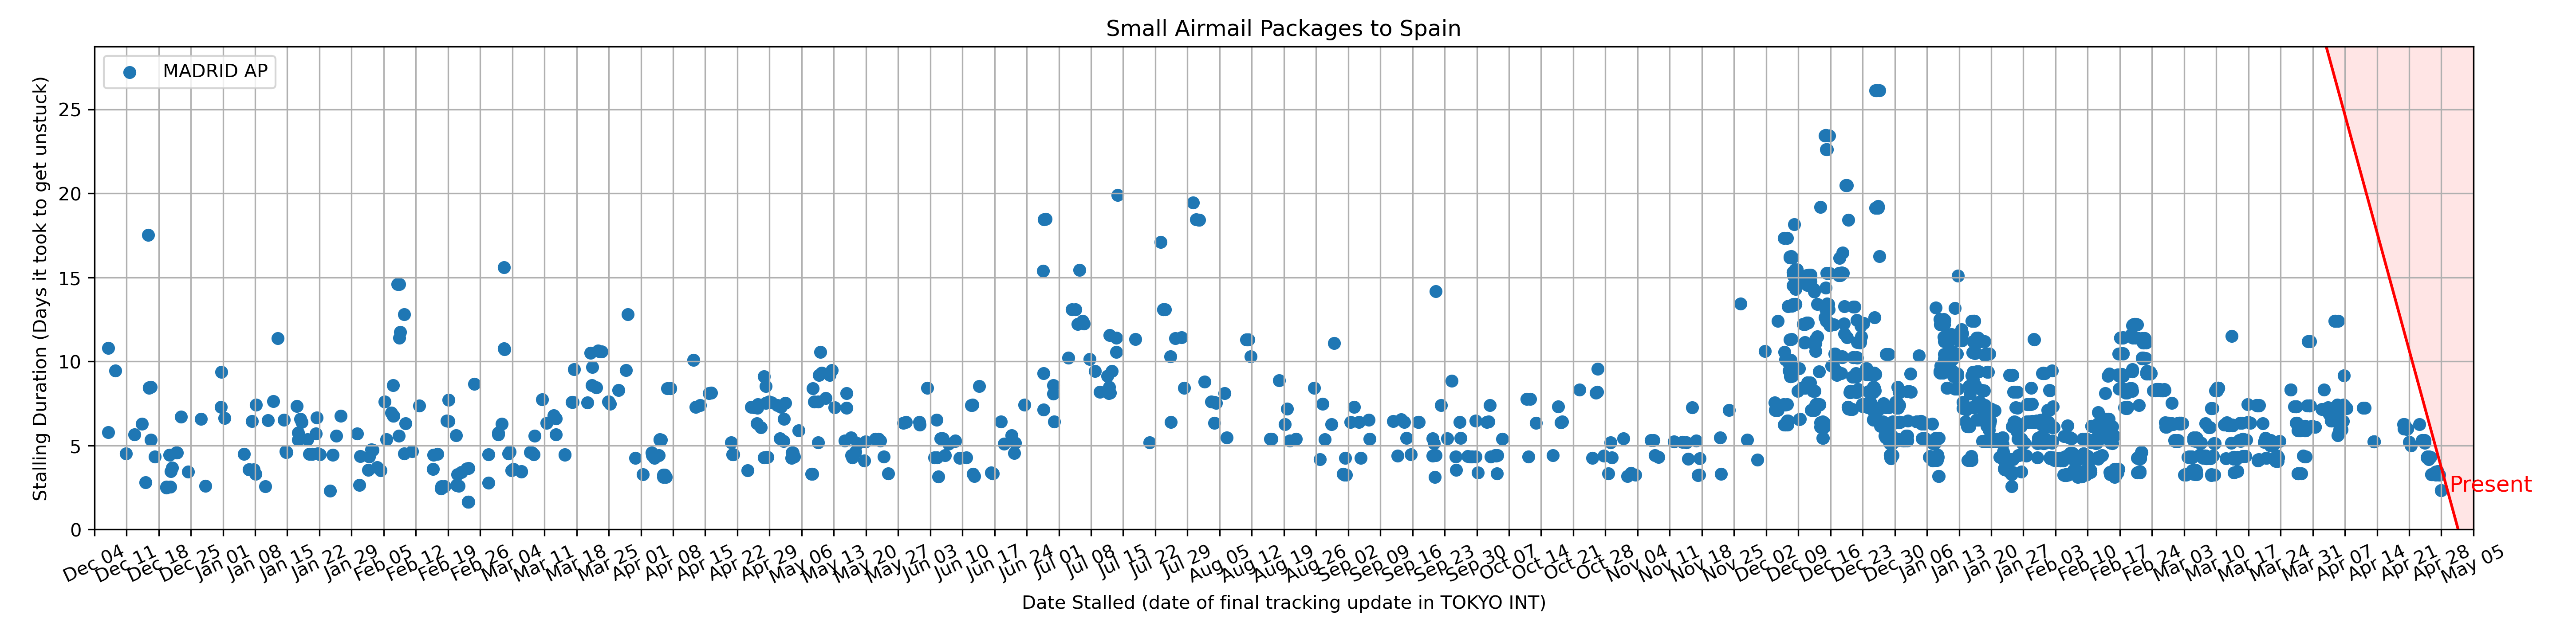 Small Airmail Packages to Spain
MADRID AP
Stalling Duration (Days it took to get unstuck)
25
20
15
10
5
0
Present
Dec 04 Dec 11 Dec 18 Dec 25 Jan 01 Jan 08 Jan 15 Jan 22 Jan 29 Feb 05 Feb 12 Feb 19 Feb 26 Mar 04 Mar 11 Mar 18 Mar 25 Apr 01 Apr 08 Apr 15 Apr 22 Apr 29 May 06 May 13 May 20 May 27 Jun 03 Jun 10 Jun 17 Jun 24 Jul 01 Jul 08 Jul 15 Jul 22 Jul 29 Aug 05 Aug 12 Aug 19 Aug 26 Sep 02 Sep 09 Sep 16 Sep 23 Sep 30 Oct 07 Oct 14 Oct 21 Oct 28 Nov 04 Nov 11 Nov 18 Nov 25 Dec 02 Dec 09 Dec 16 Dec 23 Dec 30 Jan 06 Jan 13 Jan 20 Jan 27 Feb 03 Feb 10 Feb 17 Feb 24 Mar 03 Mar 10 Mar 17 Mar 24 Mar 31 Apr 07 Apr 14 Apr 21 Apr 28 May 05
Date Stalled (date of final tracking update in TOKYO INT)